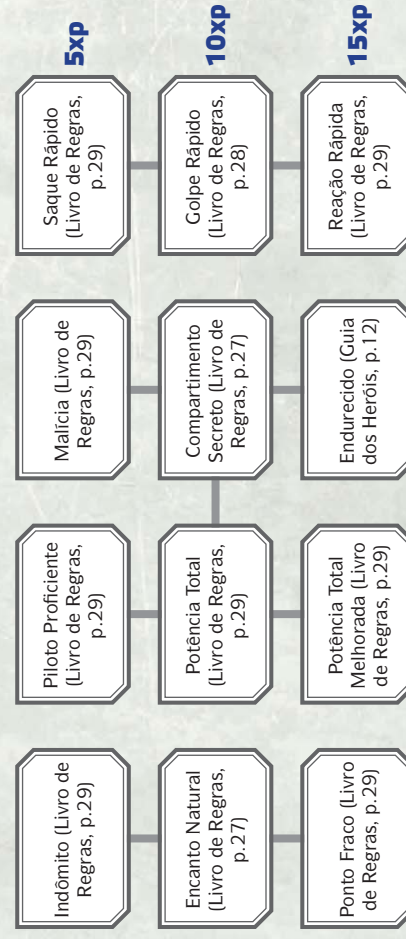 Indômito (Livro de
Regras, p.29)
Piloto Proficiente
(Livro de Regras,
p.29)
Malícia (Livro de
Regras, p.29)
Saque Rápido
(Livro de Regras,
p.29)
5xp
Encanto Natural
(Livro de Regras,
p.27)
Potência Total
(Livro de Regras,
p.29)
Compartimento
Secreto (Livro de
Regras, p.27)
Golpe Rápido
(Livro de Regras,
p.28)
10xp
Ponto Fraco (Livro
de Regras, p.29)
Potência Total
Melhorada (Livro
de Regras, p.29)
Endurecido (Guia
dos Heróis, p.12)
Reação Rápida
(Livro de Regras,
p.29)
15xp